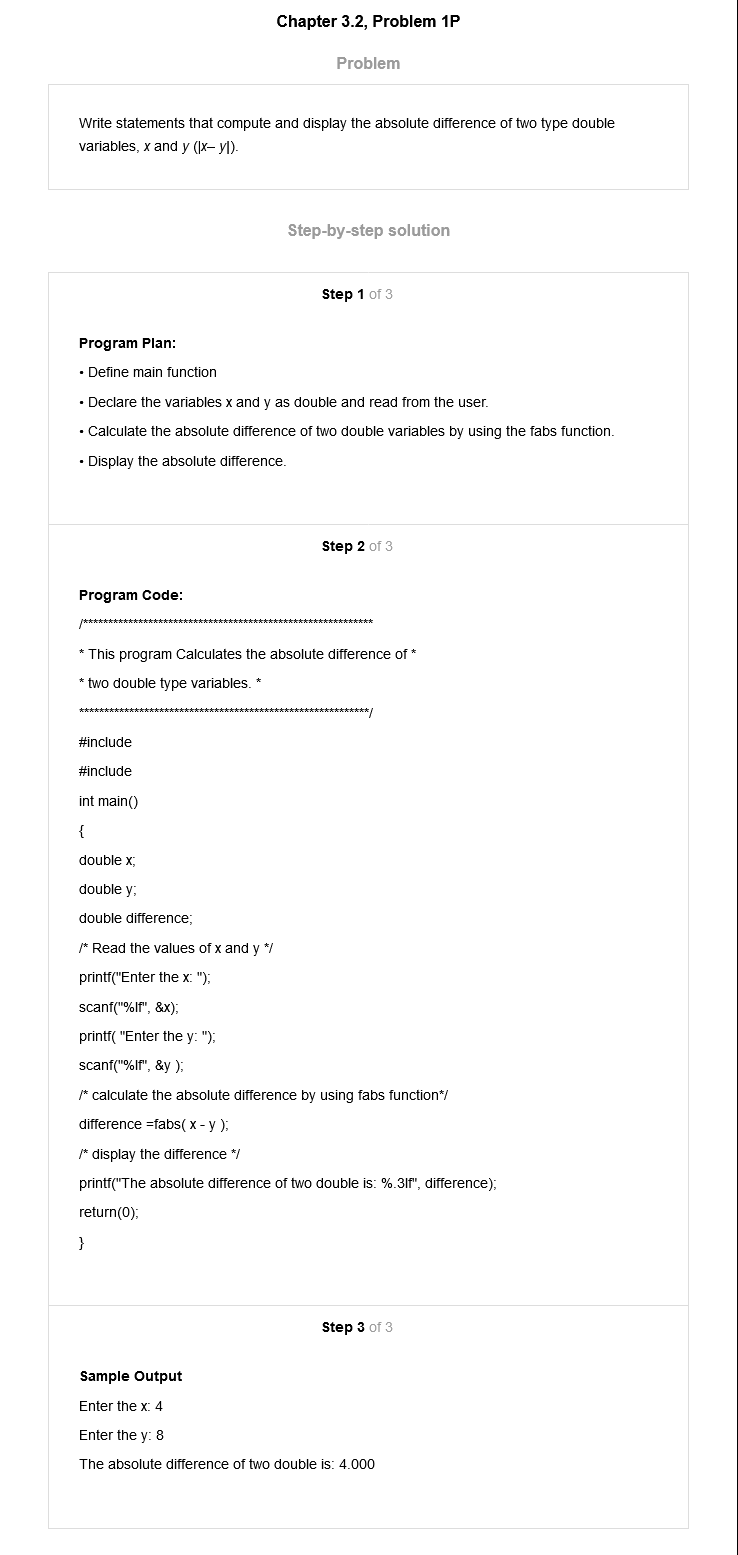 Chapter 3.2, Problem 1P
Problem
Write statements that compute and display the absolute difference of two type double
variables, x and y (|x– y|).
Step-by-step solution
Step 1 of 3
Program Plan:
• Define main function
• Declare the variables x and y as double and read from the user.
• Calculate the absolute difference of two double variables by using the fabs function.
• Display the absolute difference.
Step 2 of 3
Program Code:
/**********************************************************
* This program Calculates the absolute difference of *
* two double type variables. *
**********************************************************/
#include
#include
int main()
{
double x;
double y;
double difference;
/* Read the values of x and y */
printf("Enter the x: ");
scanf("%lf", &x);
printf( "Enter the y: ");
scanf("%lf", &y );
/* calculate the absolute difference by using fabs function*/
difference =fabs( x - y );
/* display the difference */
printf("The absolute difference of two double is: %.3lf", difference);
return(0);
}
Step 3 of 3
Sample Output
Enter the x: 4
Enter the y: 8
The absolute difference of two double is: 4.000